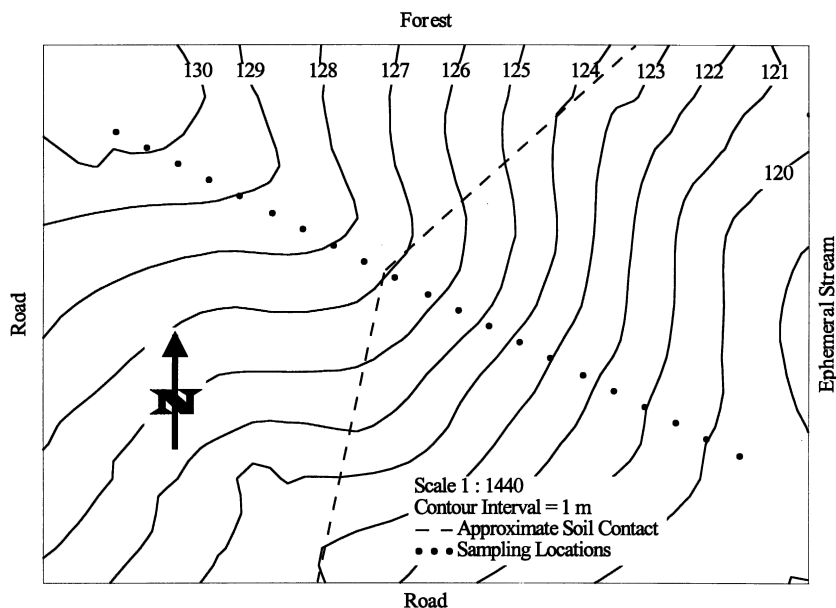 Forest
130 129 128 127 126 125 124 123 122 121
120
Road
Ephemeral Stream
N
Scale 1 : 1440
Contour Interval = 1 m
Approximate Soil Contact
Sampling Locations
Road